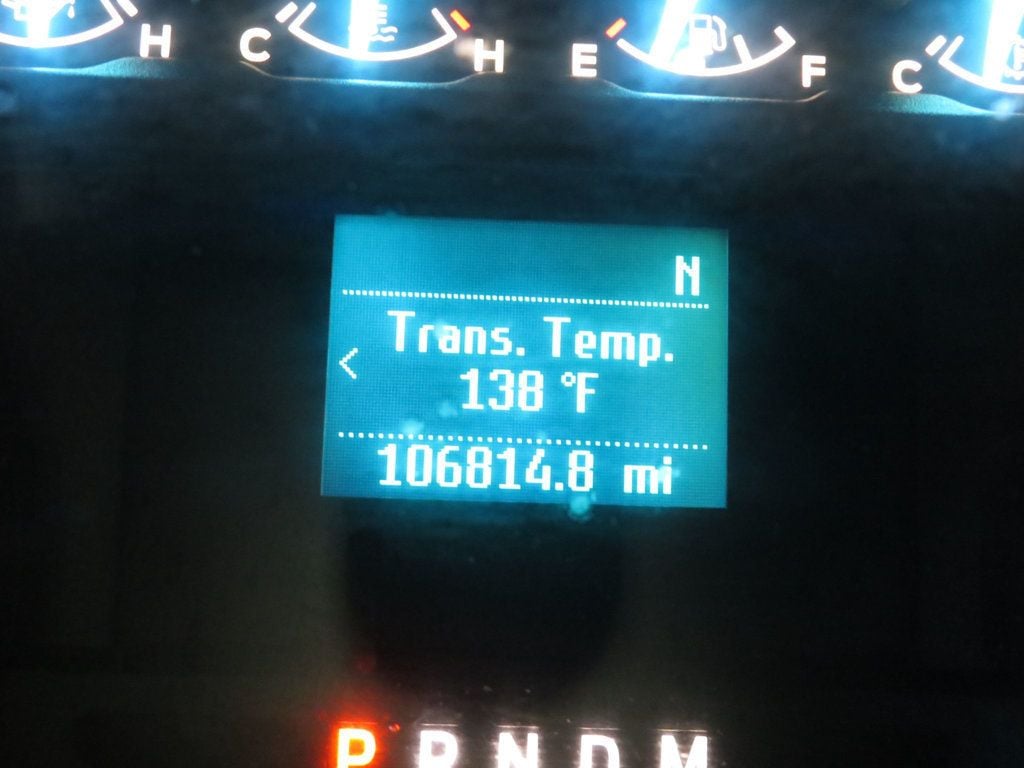 H C H E F C
N
Trans. Temp.
< 138 °F
106814.8 mi
P R N D M